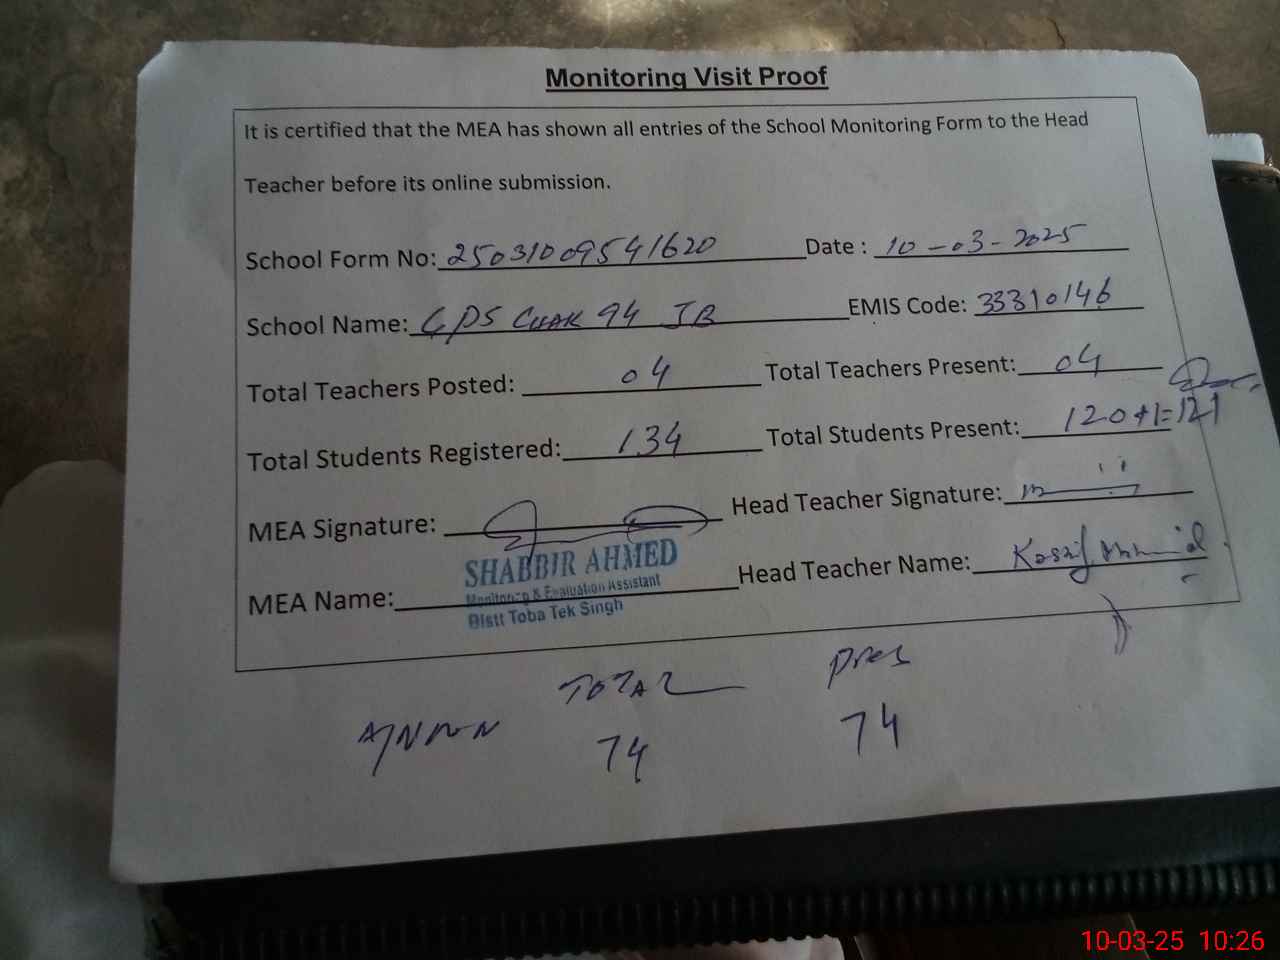 Monitoring Visit Proof
It is certified that the MEA has shown all entries of the School Monitoring Form to the Head
Teacher before its online submission.
School Form No: 25031009541620 Date : 10-03-2025
School Name: GPS CHAK 94 JB EMIS Code: 33310146
Total Teachers Posted: 04 Total Teachers Present: 04
Total Students Registered: 134 Total Students Present: 120+1=121
MEA Signature: Head Teacher Signature:
SHABBIR AHMED
Monitoring & Evaluation Assistant
Distt Toba Tek Singh
MEA Name: Head Teacher Name: Kashif
TOTAL Pres
74 74
10-03-25 10:26